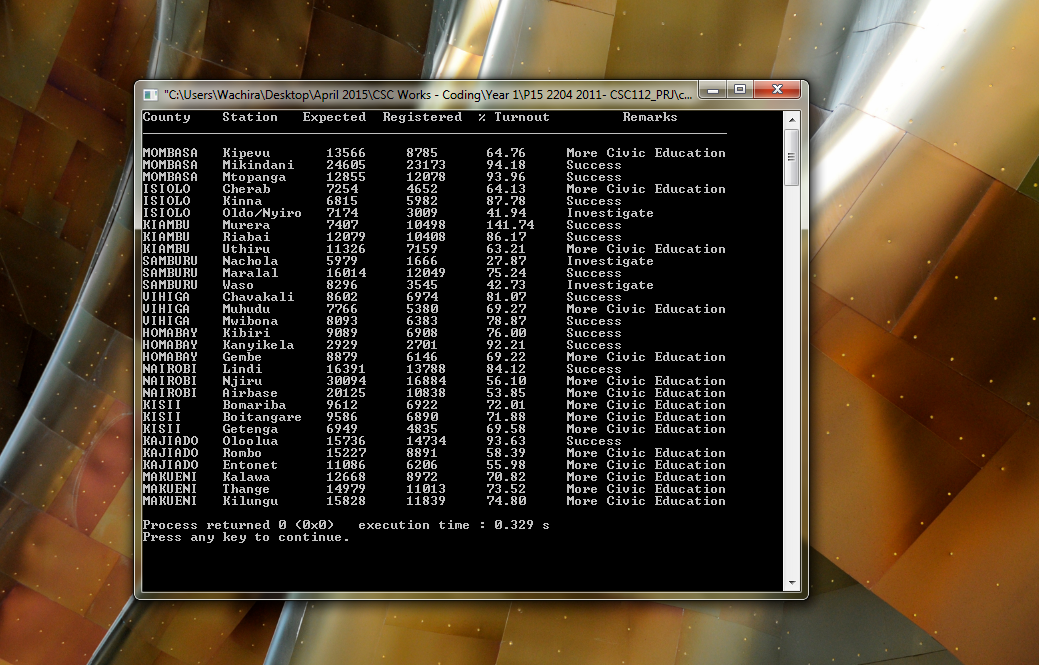 "C:\Users\Wachira\Desktop\April 2015\CSC Works - Coding\Year 1\P15 2204 2011- CSC112_PRJ\c...
County Station Expected Registered % Turnout Remarks
MOMBASA Kipevu 13566 8785 64.76 More Civic Education
MOMBASA Mikindani 24605 23173 94.18 Success
MOMBASA Mtopanga 12855 12078 93.96 Success
ISIOLO Cherab 7254 4652 64.13 More Civic Education
ISIOLO Kinna 6815 5982 87.78 Success
ISIOLO Oldo/Nyiro 7174 3009 41.94 Investigate
KIAMBU Murera 7407 10498 141.74 Success
KIAMBU Riabai 12079 10408 86.17 Success
KIAMBU Uthiru 11326 7159 63.21 More Civic Education
SAMBURU Nachola 5979 1666 27.87 Investigate
SAMBURU Maralal 16014 12049 75.24 Success
SAMBURU Waso 8296 3545 42.73 Investigate
VIHIGA Chavakali 8602 6974 81.07 Success
VIHIGA Muhudu 7766 5380 69.27 More Civic Education
VIHIGA Mwibona 8093 6383 78.87 Success
HOMABAY Kibiri 9089 6908 76.00 Success
HOMABAY Kanyikela 2929 2701 92.21 Success
HOMABAY Gembe 8879 6146 69.22 More Civic Education
NAIROBI Lindi 16391 13788 84.12 Success
NAIROBI Njiru 30094 16884 56.10 More Civic Education
NAIROBI Airbase 20125 10838 53.85 More Civic Education
KISII Bomariba 9612 6922 72.01 More Civic Education
KISII Boitangare 9586 6890 71.88 More Civic Education
KISII Getenga 6949 4835 69.58 More Civic Education
KAJIADO Oloolua 15736 14734 93.63 Success
KAJIADO Rombo 15227 8891 58.39 More Civic Education
KAJIADO Entonet 11086 6206 55.98 More Civic Education
MAKUENI Kalawa 12668 8972 70.82 More Civic Education
MAKUENI Thange 14979 11013 73.52 More Civic Education
MAKUENI Kilungu 15828 11839 74.80 More Civic Education
Process returned 0 (0x0) execution time : 0.329 s
Press any key to continue.